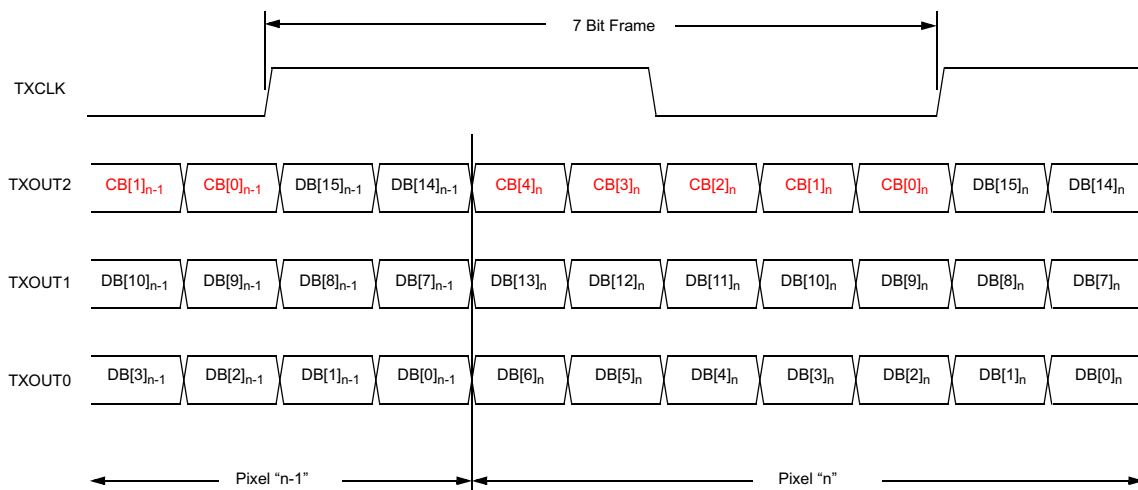 7 Bit Frame
TXCLK
TXOUT2 CB[1]n-1 CB[0]n-1 DB[15]n-1 DB[14]n-1 CB[4]n CB[3]n CB[2]n CB[1]n CB[0]n DB[15]n DB[14]n
TXOUT1 DB[10]n-1 DB[9]n-1 DB[8]n-1 DB[7]n-1 DB[13]n DB[12]n DB[11]n DB[10]n DB[9]n DB[8]n DB[7]n
TXOUT0 DB[3]n-1 DB[2]n-1 DB[1]n-1 DB[0]n-1 DB[6]n DB[5]n DB[4]n DB[3]n DB[2]n DB[1]n DB[0]n
Pixel “n-1” Pixel “n”